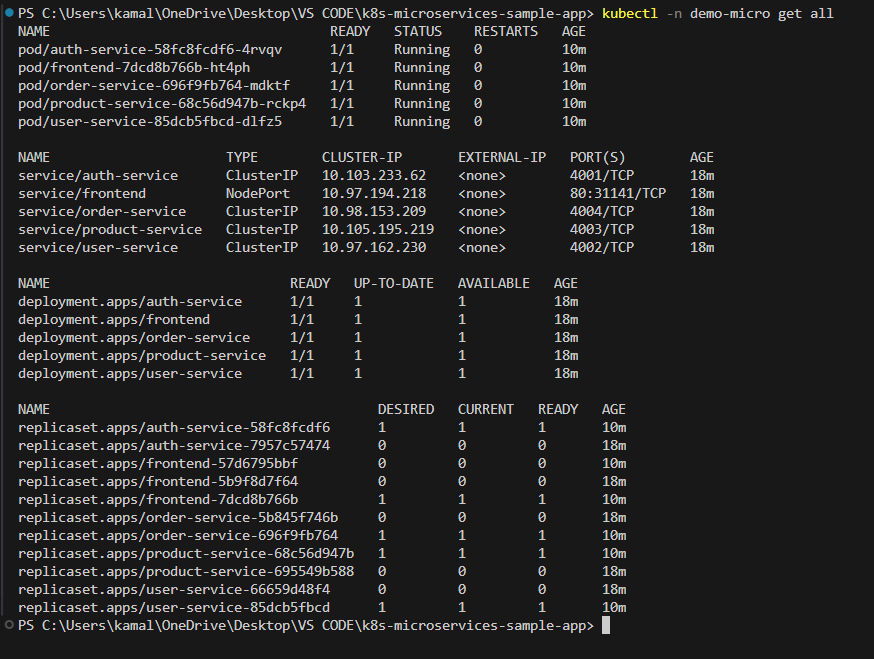 PS C:\Users\kamal\OneDrive\Desktop\VS CODE\k8s-microservices-sample-app> kubectl -n demo-micro get all
NAME READY STATUS RESTARTS AGE
pod/auth-service-58fc8fcdf6-4rvqv 1/1 Running 0 10m
pod/frontend-7dcd8b766b-ht4ph 1/1 Running 0 10m
pod/order-service-696f9fb764-mdktf 1/1 Running 0 10m
pod/product-service-68c56d947b-rckp4 1/1 Running 0 10m
pod/user-service-85dcb5fbcd-dlfz5 1/1 Running 0 10m
NAME TYPE CLUSTER-IP EXTERNAL-IP PORT(S) AGE
service/auth-service ClusterIP 10.103.233.62 <none> 4001/TCP 18m
service/frontend NodePort 10.97.194.218 <none> 80:31141/TCP 18m
service/order-service ClusterIP 10.98.153.209 <none> 4004/TCP 18m
service/product-service ClusterIP 10.105.195.219 <none> 4003/TCP 18m
service/user-service ClusterIP 10.97.162.230 <none> 4002/TCP 18m
NAME READY UP-TO-DATE AVAILABLE AGE
deployment.apps/auth-service 1/1 1 1 18m
deployment.apps/frontend 1/1 1 1 18m
deployment.apps/order-service 1/1 1 1 18m
deployment.apps/product-service 1/1 1 1 18m
deployment.apps/user-service 1/1 1 1 18m
NAME DESIRED CURRENT READY AGE
replicaset.apps/auth-service-58fc8fcdf6 1 1 1 10m
replicaset.apps/auth-service-7957c57474 0 0 0 18m
replicaset.apps/frontend-57d6795bbf 0 0 0 10m
replicaset.apps/frontend-5b9f8d7f64 0 0 0 18m
replicaset.apps/frontend-7dcd8b766b 1 1 1 10m
replicaset.apps/order-service-5b845f746b 0 0 0 18m
replicaset.apps/order-service-696f9fb764 1 1 1 10m
replicaset.apps/product-service-68c56d947b 1 1 1 10m
replicaset.apps/product-service-695549b588 0 0 0 18m
replicaset.apps/user-service-66659d48f4 0 0 0 18m
replicaset.apps/user-service-85dcb5fbcd 1 1 1 10m
PS C:\Users\kamal\OneDrive\Desktop\VS CODE\k8s-microservices-sample-app>